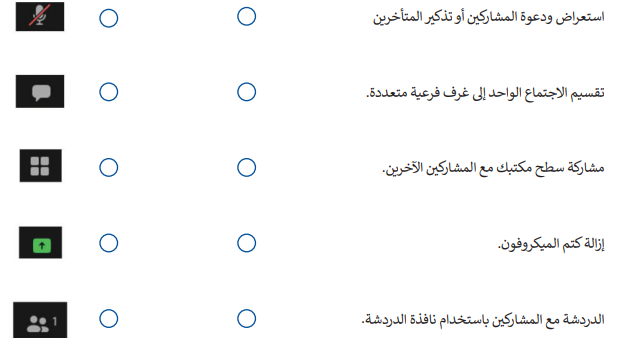 استعراض ودعوة المشاركين أو تذكير المتأخرين
تقسيم الاجتماع الواحد إلى غرف فرعية متعددة.
مشاركة سطح مكتبك مع المشاركين الآخرين.
إزالة كتم الميكروفون.
الدردشة مع المشاركين باستخدام نافذة الدردشة.
1